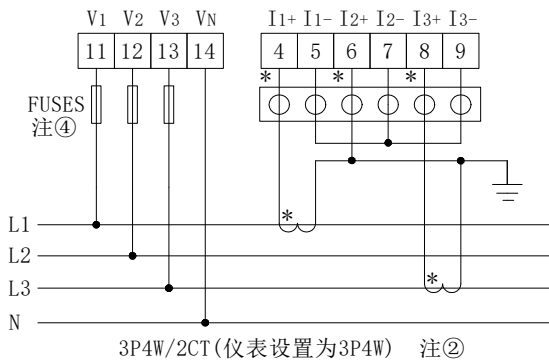 V1 V2 V3 VN I1+ I1- I2+ I2- I3+ I3-
11 12 13 14 4 5 6 7 8 9
* * *
FUSES
注④
L1 *
L2
L3 *
N
3P4W/2CT(仪表设置为3P4W) 注②